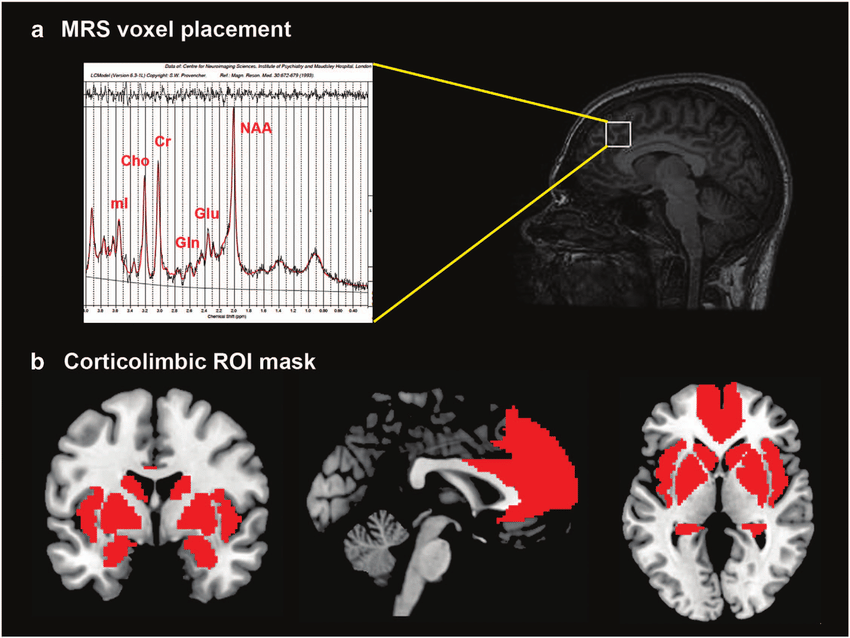 a MRS voxel placement
Data of: Centre for Neuroimaging Sciences, Institute of Psychiatry and Maudsley Hospital, London
LCModel (Version 6.3-1L) Copyright: S.W. Provencher. Ref.: Magn. Reson. Med. 30:672-679 (1993).
NAA
Cr
Cho
mI
Glu
Gln
3.6 3.4 3.2 3.0 2.8 2.6 2.4 2.2 2.0 1.8 1.6 1.4 1.2 1.0 0.80 0.60 0.40
Chemical Shift (ppm)
b Corticolimbic ROI mask